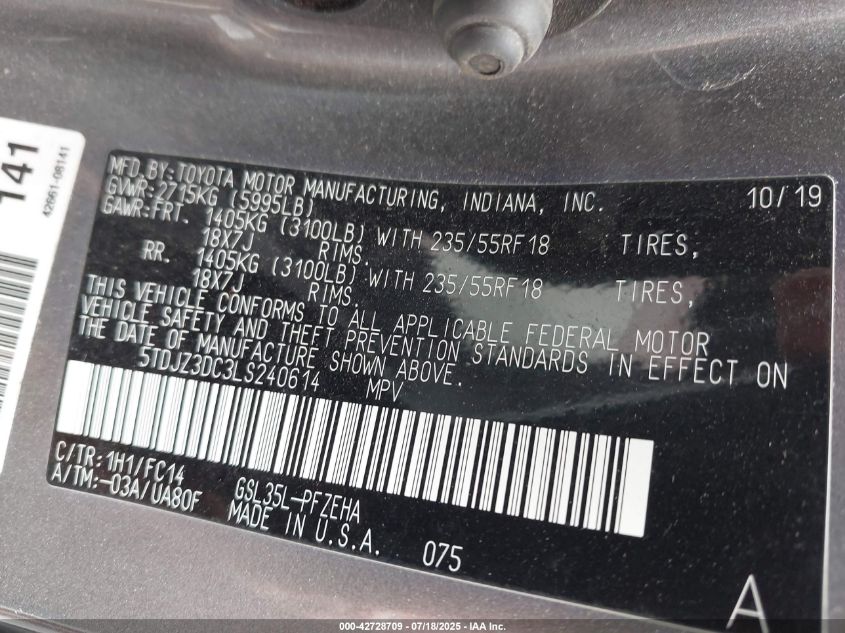 141
42661-08141
MFD. BY: TOYOTA MOTOR MANUFACTURING, INDIANA, INC. 10/19
GVWR: 2715KG (5995LB)
GAWR: FRT. 1405KG (3100LB) WITH 235/55RF18 TIRES,
18X7J RIMS.
RR. 1405KG (3100LB) WITH 235/55RF18 TIRES,
18X7J RIMS.
THIS VEHICLE CONFORMS TO ALL APPLICABLE FEDERAL MOTOR
VEHICLE SAFETY AND THEFT PREVENTION STANDARDS IN EFFECT ON
THE DATE OF MANUFACTURE SHOWN ABOVE.
5TDJZ3DC3LS240614 MPV
C/TR: 1H1/FC14
A/TM: -03A/UA80F
GSL35L-PFZEHA
MADE IN U.S.A. 075
A
000-42728709 - 07/18/2025 - IAA Inc.